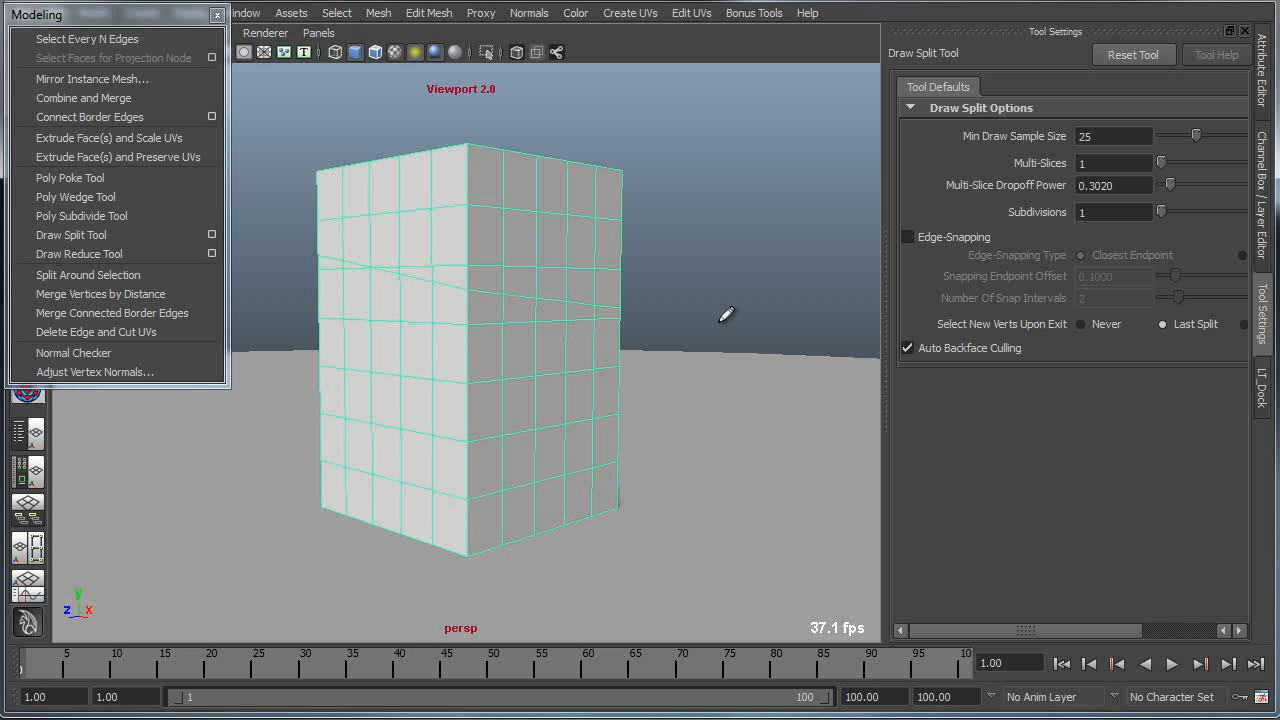 Modeling
Window Assets Select Mesh Edit Mesh Proxy Normals Color Create UVs Edit UVs Bonus Tools Help
Renderer Panels
Select Every N Edges
Select Faces for Projection Node
Mirror Instance Mesh...
Combine and Merge
Connect Border Edges
Extrude Face(s) and Scale UVs
Extrude Face(s) and Preserve UVs
Poly Poke Tool
Poly Wedge Tool
Poly Subdivide Tool
Draw Split Tool
Draw Reduce Tool
Split Around Selection
Merge Vertices by Distance
Merge Connected Border Edges
Delete Edge and Cut UVs
Normal Checker
Adjust Vertex Normals...
Viewport 2.0
y
z x
persp
37.1 fps
Tool Settings
Draw Split Tool
Reset Tool
Tool Help
Tool Defaults
Draw Split Options
Min Draw Sample Size 25
Multi-Slices 1
Multi-Slice Dropoff Power 0.3020
Subdivisions 1
Edge-Snapping
Edge-Snapping Type Closest Endpoint
Snapping Endpoint Offset 0.1000
Number Of Snap Intervals 2
Select New Verts Upon Exit Never Last Split
Auto Backface Culling
Attribute Editor
Channel Box / Layer Editor
Tool Settings
LT_Dock
5 10 15 20 25 30 35 40 45 50 55 60 65 70 75 80 85 90 95 10
1.00
1.00 1.00 1 100 100.00 100.00 No Anim Layer No Character Set